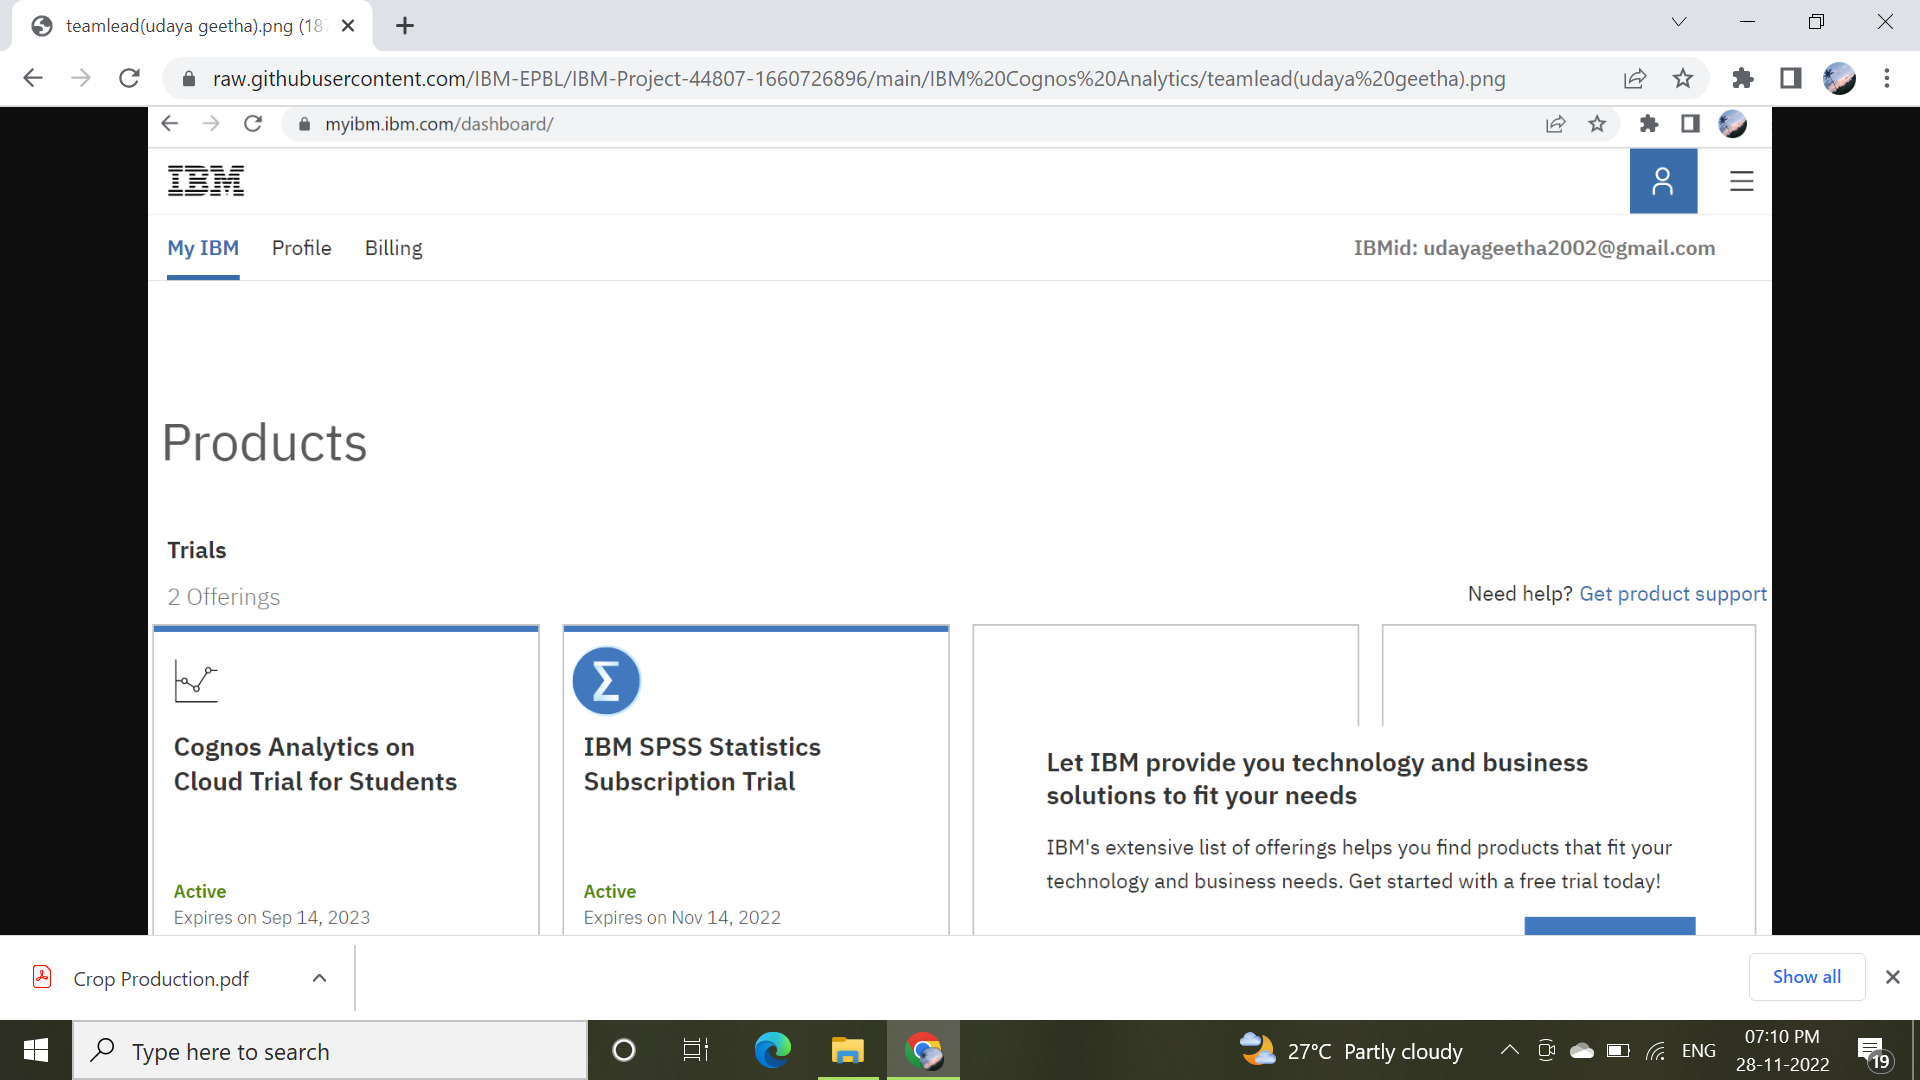 teamlead(udaya geetha).png (18
raw.githubusercontent.com/IBM-EPBL/IBM-Project-44807-1660726896/main/IBM%20Cognos%20Analytics/teamlead(udaya%20geetha).png
myibm.ibm.com/dashboard/
IBM
My IBM Profile Billing IBMid: udayageetha2002@gmail.com
Products
Trials
2 Offerings
Need help? Get product support
Cognos Analytics on
Cloud Trial for Students
Active
Expires on Sep 14, 2023
IBM SPSS Statistics
Subscription Trial
Active
Expires on Nov 14, 2022
Let IBM provide you technology and business
solutions to fit your needs
IBM's extensive list of offerings helps you find products that fit your
technology and business needs. Get started with a free trial today!
Crop Production.pdf
Show all
Type here to search
27°C Partly cloudy
ENG
07:10 PM
28-11-2022
19